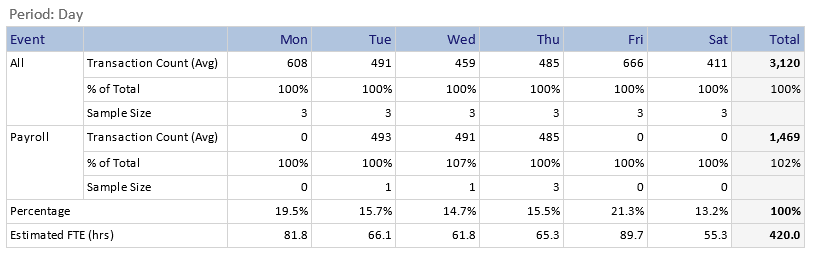 Period: Day
Event Mon Tue Wed Thu Fri Sat Total
All Transaction Count (Avg) 608 491 459 485 666 411 3,120
% of Total 100% 100% 100% 100% 100% 100% 100%
Sample Size 3 3 3 3 3 3
Payroll Transaction Count (Avg) 0 493 491 485 0 0 1,469
% of Total 100% 100% 107% 100% 100% 100% 102%
Sample Size 0 1 1 3 0 0
Percentage 19.5% 15.7% 14.7% 15.5% 21.3% 13.2% 100%
Estimated FTE (hrs) 81.8 66.1 61.8 65.3 89.7 55.3 420.0